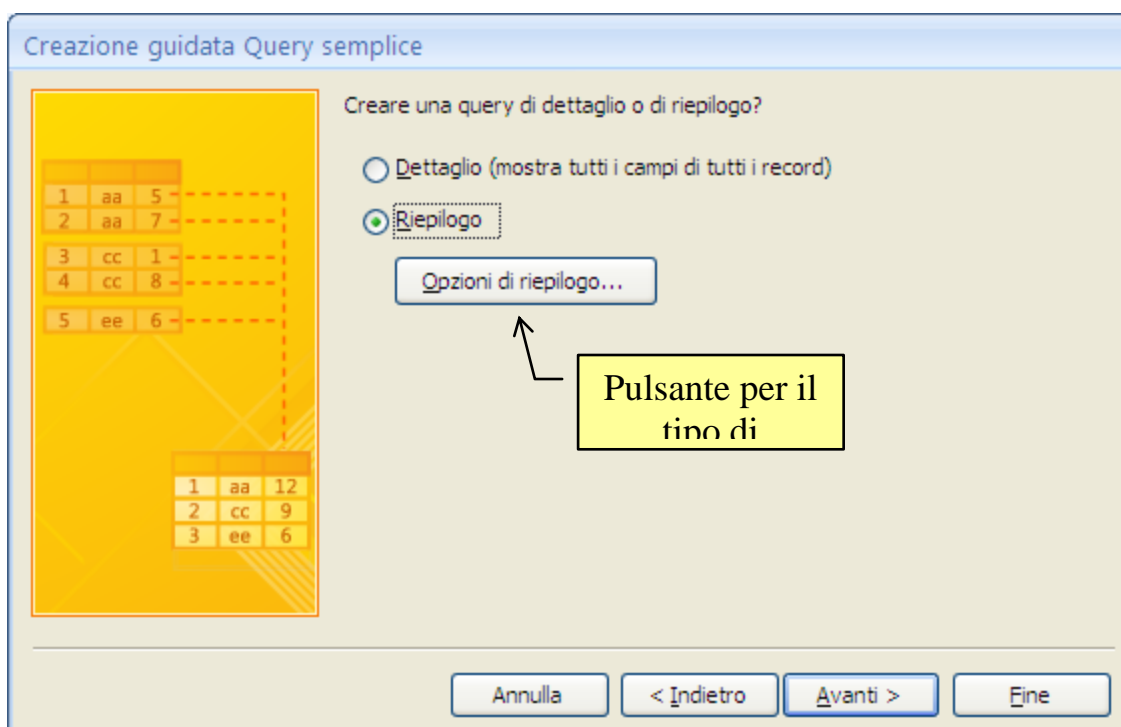 Creazione guidata Query semplice
Creare una query di dettaglio o di riepilogo?
Dettaglio (mostra tutti i campi di tutti i record)
Riepilogo
Opzioni di riepilogo...
Pulsante per il
tipo di
1 aa 5
2 aa 7
3 cc 1
4 cc 8
5 ee 6
1 aa 12
2 cc 9
3 ee 6
Annulla
< Indietro
Avanti >
Fine